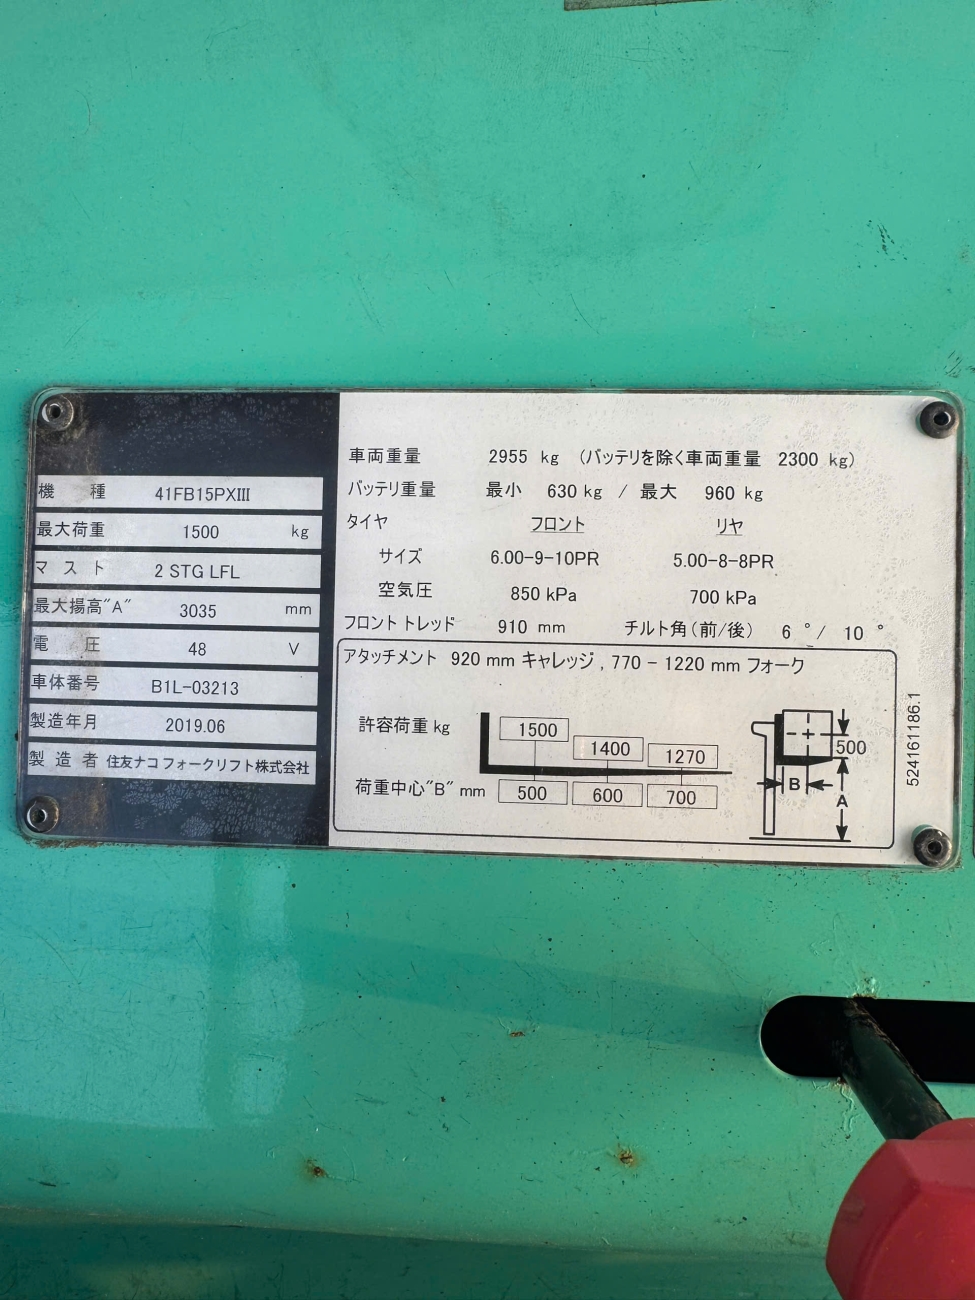 機 種 41FB15PXIII
最大荷重 1500 kg
マ ス ト 2 STG LFL
最大揚高"A" 3035 mm
電 圧 48 V
車体番号 B1L-03213
製造年月 2019.06
製 造 者 住友ナコ フォークリフト株式会社
車両重量 2955 kg (バッテリを除く車両重量 2300 kg)
バッテリ重量 最小 630 kg / 最大 960 kg
タイヤ フロント リヤ
サイズ 6.00-9-10PR 5.00-8-8PR
空気圧 850 kPa 700 kPa
フロント トレッド 910 mm チルト角(前/後) 6 °/ 10 °
アタッチメント 920 mm キャレッジ , 770 - 1220 mm フォーク
許容荷重 kg 1500 1400 1270
荷重中心"B" mm 500 600 700
500
B
A
524161186.1